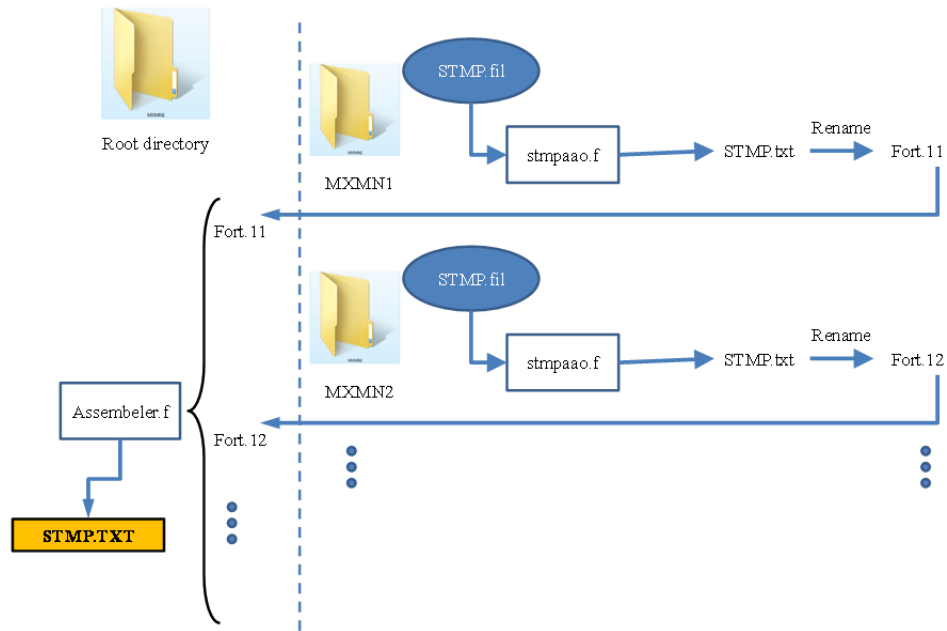 STMP.fil
Root directory
MXMN1
stmpaao.f
STMP.txt
Rename
Fort.11
Fort.11
STMP.fil
MXMN2
stmpaao.f
STMP.txt
Rename
Fort.12
Assembeler.f
Fort.12
STMP.TXT